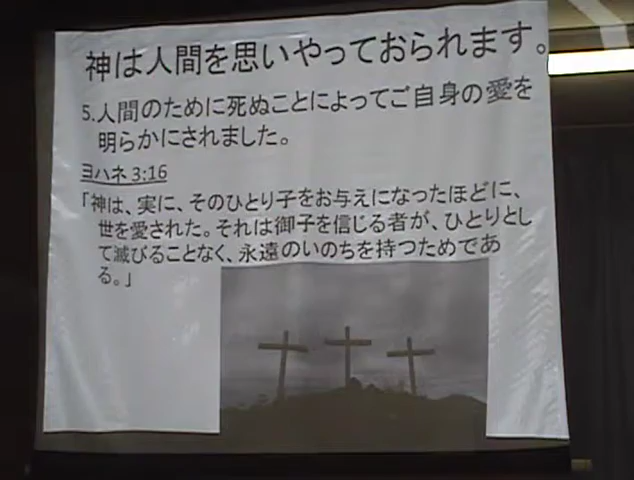 神は人間を思いやっておられます。
5.人間のために死ぬことによってご自身の愛を
明らかにされました。
ヨハネ 3:16
「神は、実に、そのひとり子をお与えになったほどに、
世を愛された。それは御子を信じる者が、ひとりとし
て滅びることなく、永遠のいのちを持つためであ
る。」